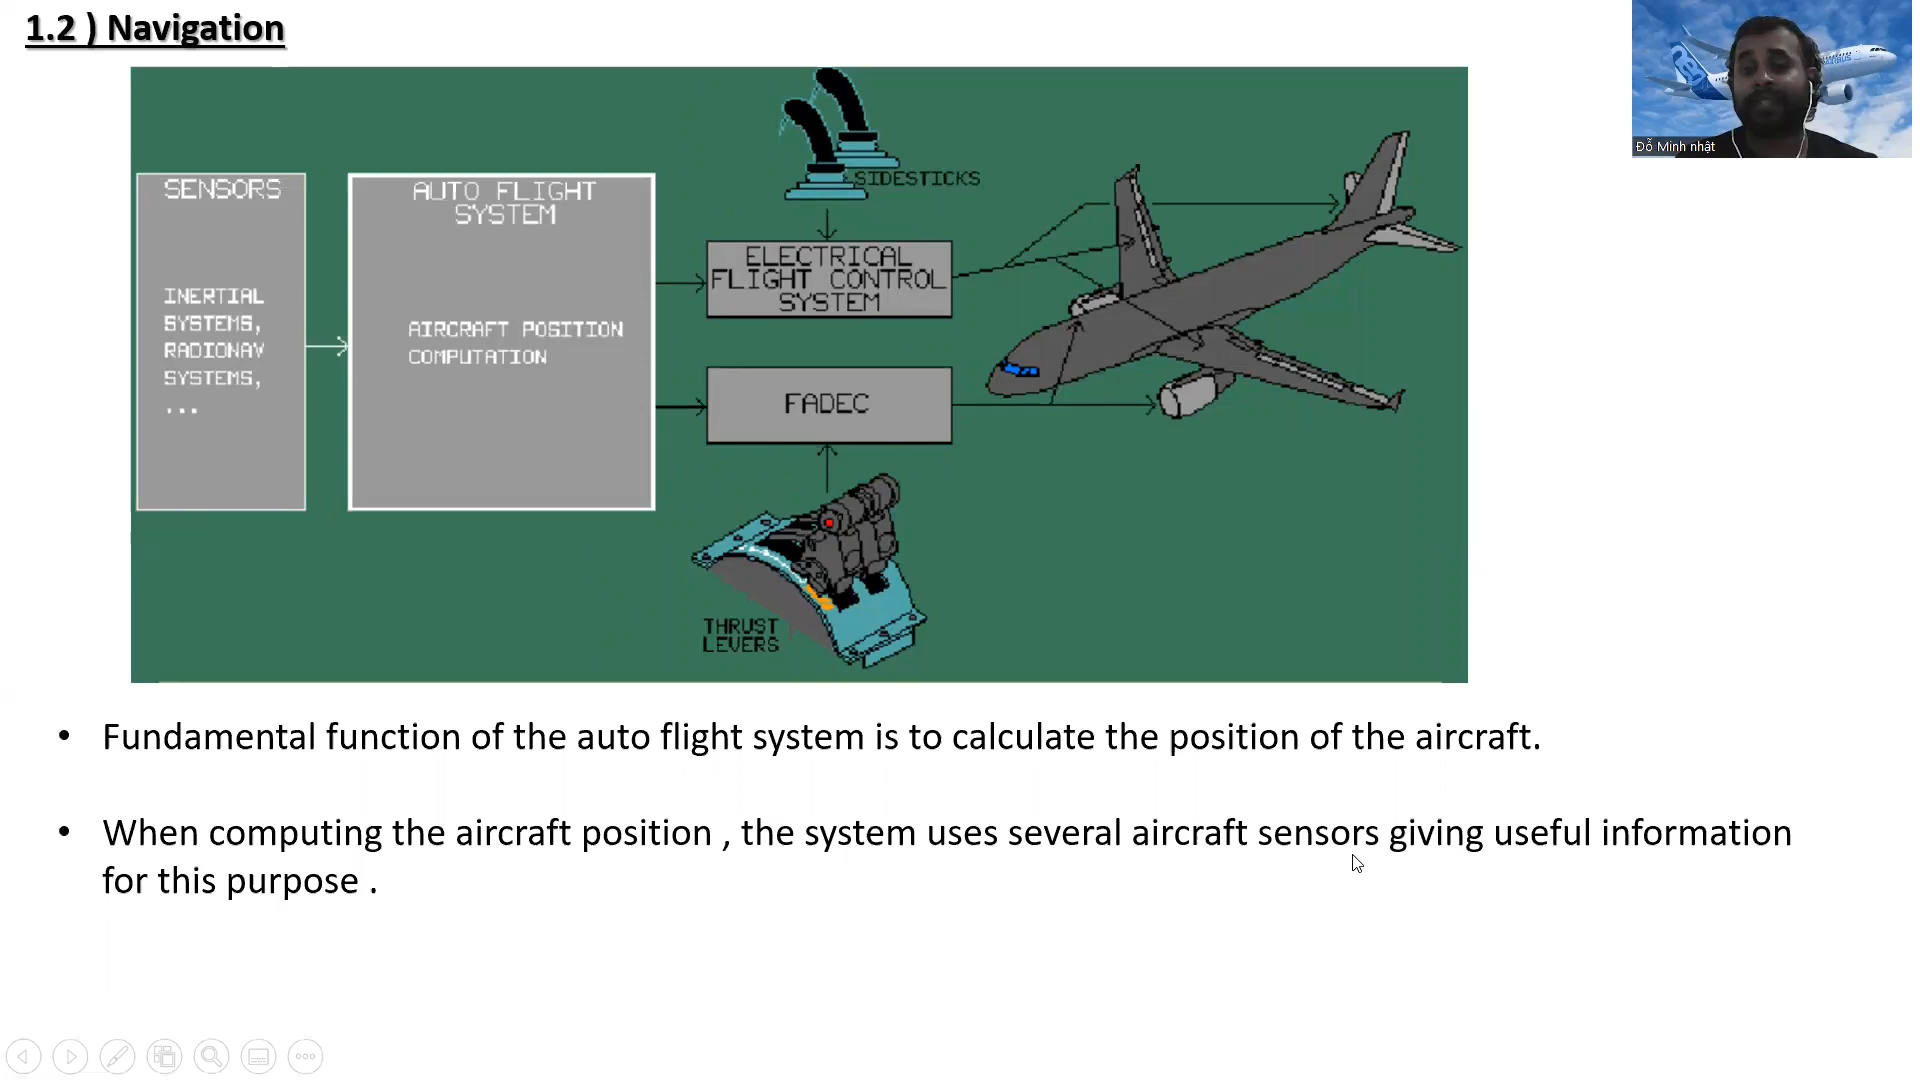 1.2 ) Navigation
SENSORS
INERTIAL
SYSTEMS,
RADIONAV
SYSTEMS,
...
AUTO FLIGHT
SYSTEM
AIRCRAFT POSITION
COMPUTATION
SIDESTICKS
ELECTRICAL
FLIGHT CONTROL
SYSTEM
FADEC
THRUST
LEVERS
AIRBUS
Đỗ Minh nhật
• Fundamental function of the auto flight system is to calculate the position of the aircraft.
• When computing the aircraft position , the system uses several aircraft sensors giving useful information
for this purpose .